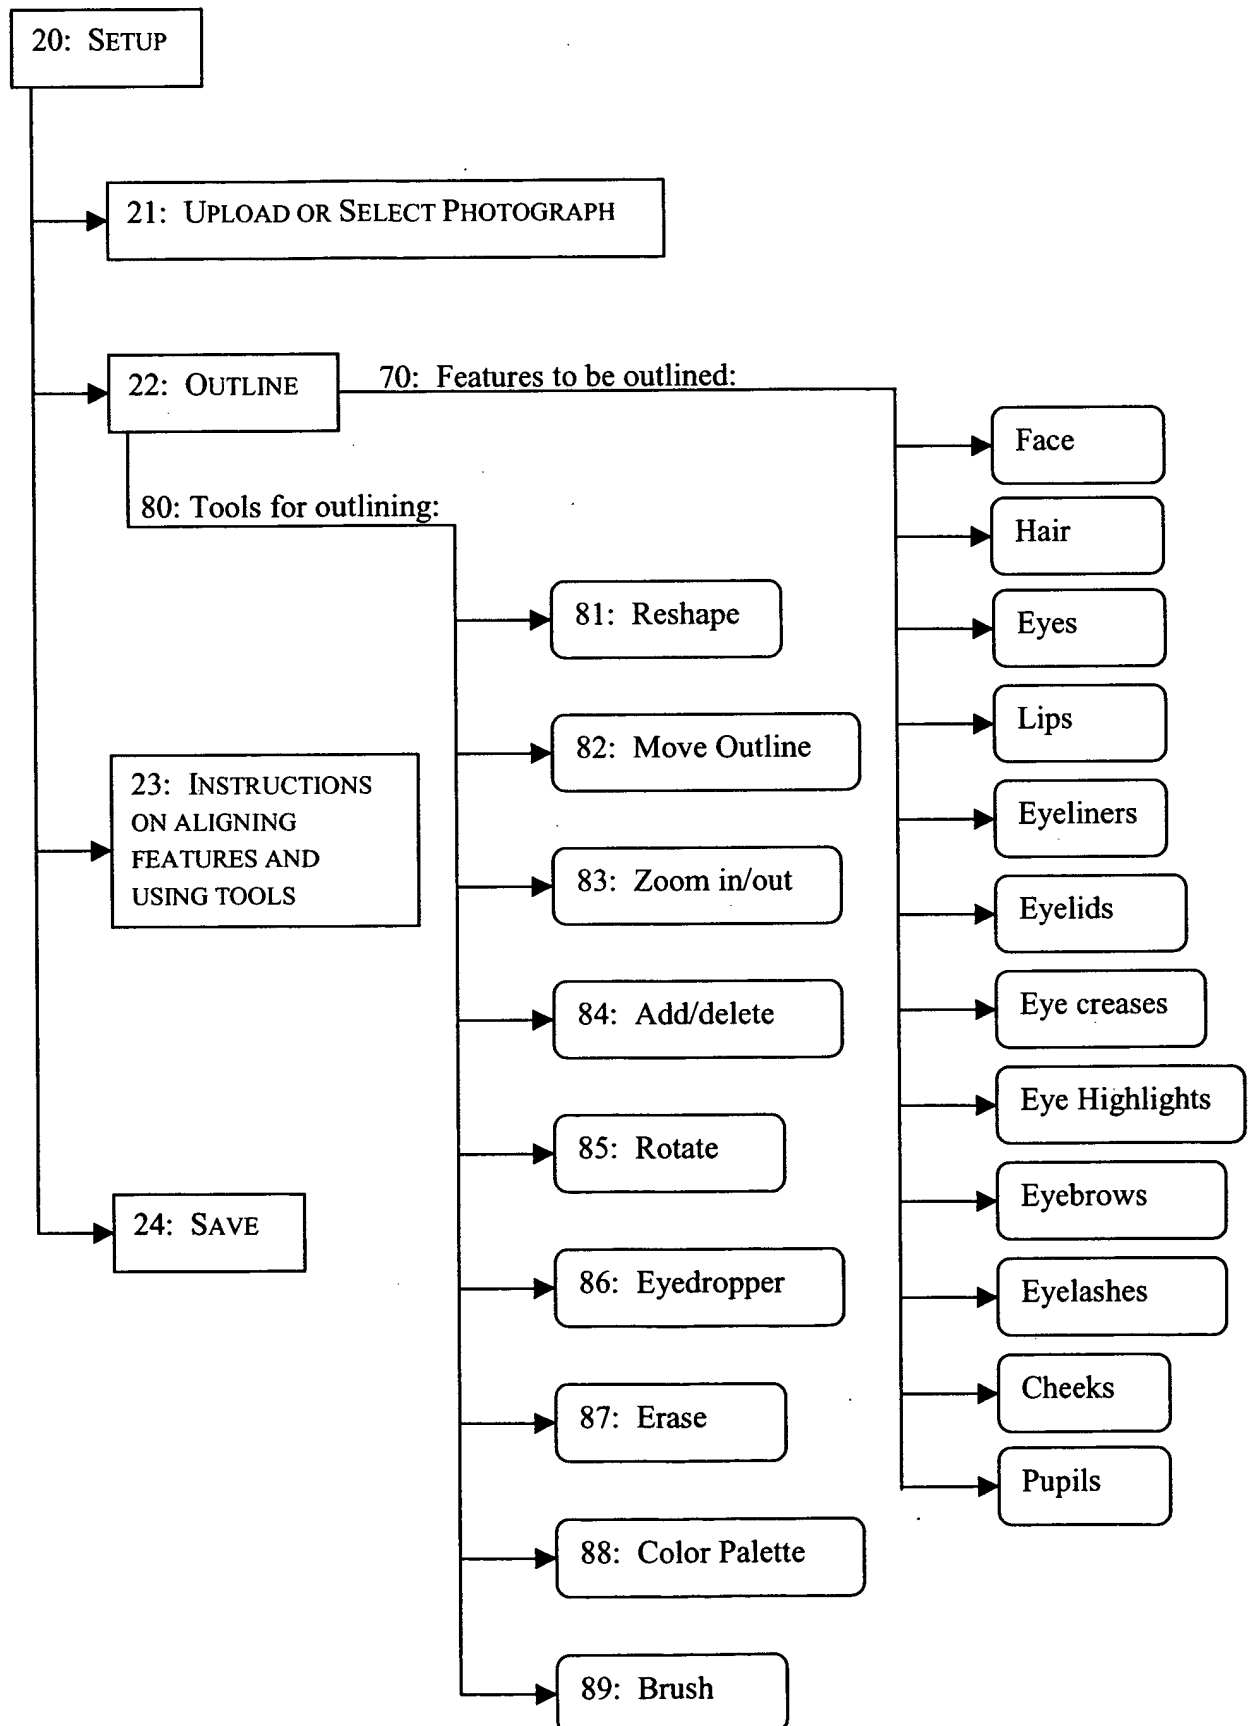 20: SETUP
21: UPLOAD OR SELECT PHOTOGRAPH
22: OUTLINE
70: Features to be outlined:
80: Tools for outlining:
Face
Hair
Eyes
Lips
Eyeliners
Eyelids
Eye creases
Eye Highlights
Eyebrows
Eyelashes
Cheeks
Pupils
81: Reshape
82: Move Outline
83: Zoom in/out
84: Add/delete
85: Rotate
86: Eyedropper
87: Erase
88: Color Palette
89: Brush
23: INSTRUCTIONS
ON ALIGNING
FEATURES AND
USING TOOLS
24: SAVE